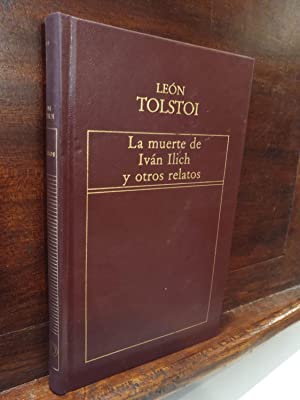 LEÓN
TOLSTOI
La muerte de
Iván Ilich
y otros relatos